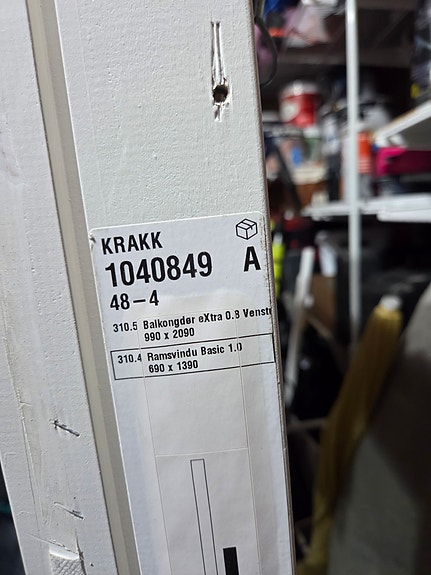 KRAKK
1040849 A
48-4
310.5 Balkongdør eXtra 0.8 Venst
990 x 2090
310.4 Ramsvindu Basic 1.0
690 x 1390